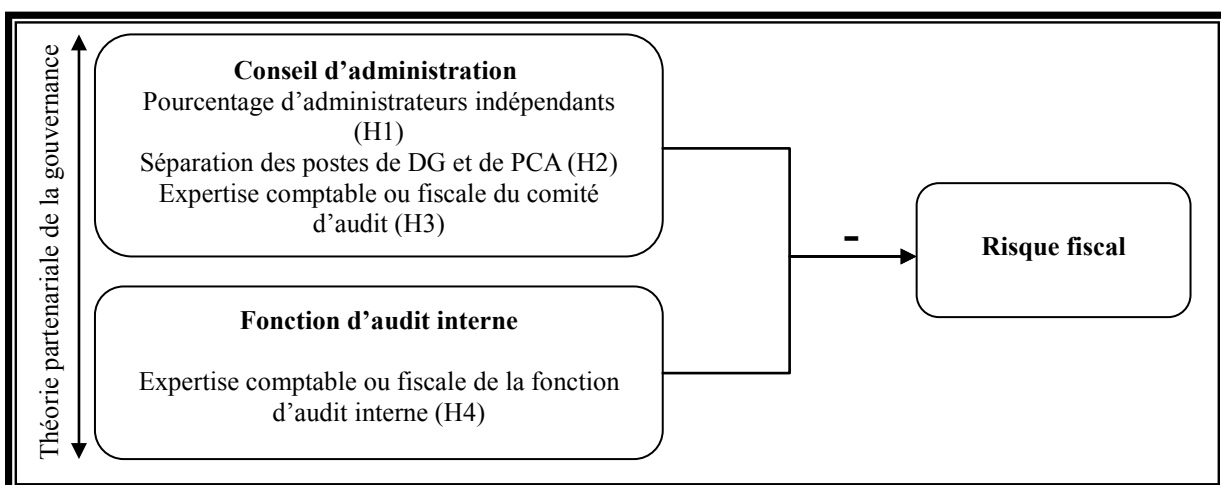 Théorie partenariale de la gouvernance
Conseil d’administration
Pourcentage d’administrateurs indépendants
(H1)
Séparation des postes de DG et de PCA (H2)
Expertise comptable ou fiscale du comité
d’audit (H3)
Fonction d’audit interne
Expertise comptable ou fiscale de la fonction
d’audit interne (H4)
-
Risque fiscal